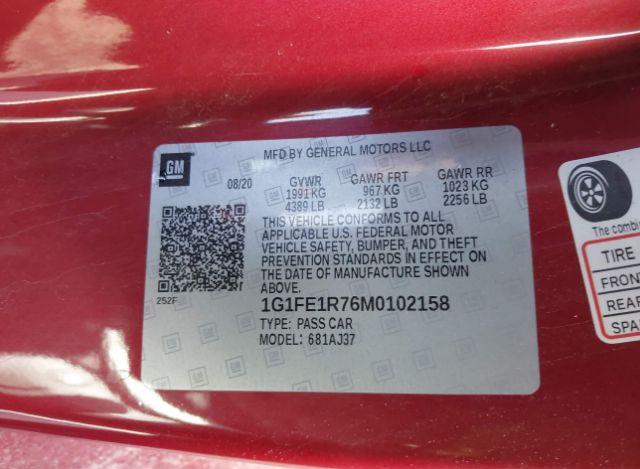 GM
MFD BY GENERAL MOTORS LLC
08/20 GVWR GAWR FRT GAWR RR
1991 KG 967 KG 1023 KG
4389 LB 2132 LB 2256 LB
THIS VEHICLE CONFORMS TO ALL
APPLICABLE U.S. FEDERAL MOTOR
VEHICLE SAFETY, BUMPER, AND THEFT
PREVENTION STANDARDS IN EFFECT ON
THE DATE OF MANUFACTURE SHOWN
ABOVE.
252F
1G1FE1R76M0102158
TYPE: PASS CAR
MODEL: 681AJ37
The combin
TIRE
FRONT
REAR
SPA